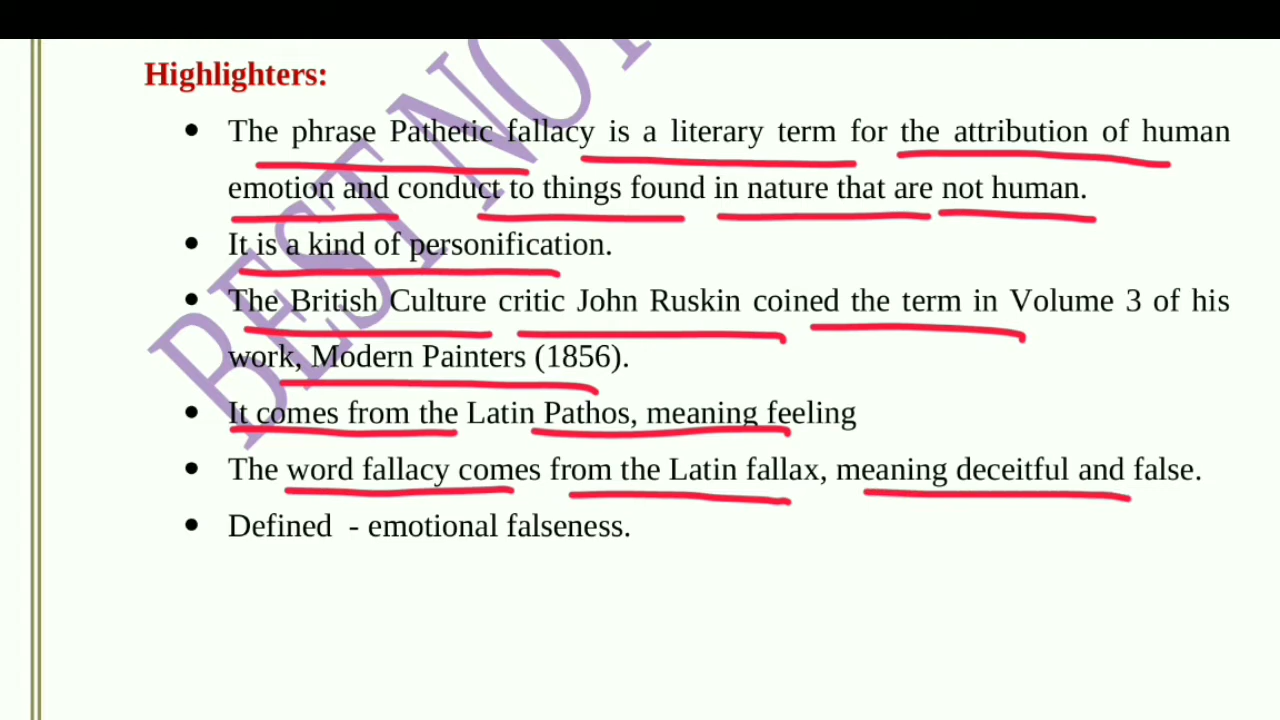 Highlighters:
• The phrase Pathetic fallacy is a literary term for the attribution of human
emotion and conduct to things found in nature that are not human.
• It is a kind of personification.
• The British Culture critic John Ruskin coined the term in Volume 3 of his
work, Modern Painters (1856).
• It comes from the Latin Pathos, meaning feeling
• The word fallacy comes from the Latin fallax, meaning deceitful and false.
• Defined - emotional falseness.
BEST NOT